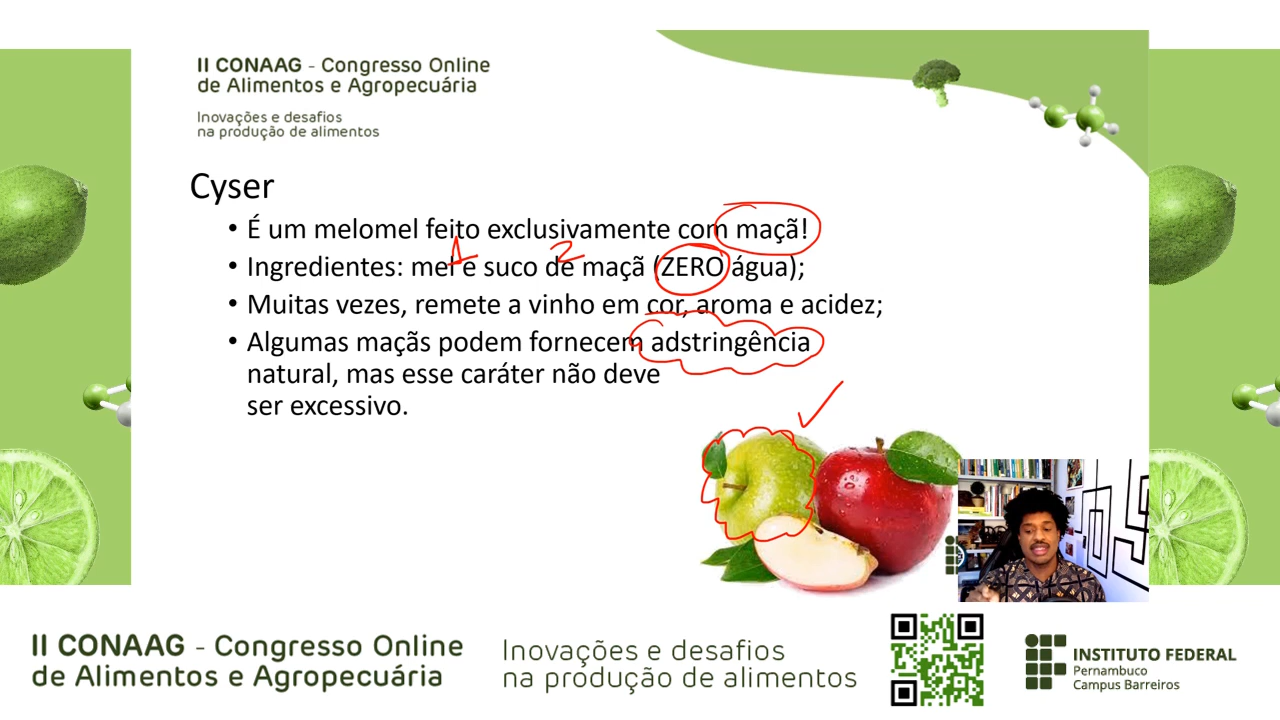 II CONAAG - Congresso Online
de Alimentos e Agropecuária
Inovações e desafios
na produção de alimentos
Cyser
• É um melomel feito exclusivamente com maçã!
1 2
• Ingredientes: mel e suco de maçã (ZERO água);
• Muitas vezes, remete a vinho em cor, aroma e acidez;
• Algumas maçãs podem fornecem adstringência
natural, mas esse caráter não deve
ser excessivo.
II CONAAG - Congresso Online
de Alimentos e Agropecuária
Inovações e desafios
na produção de alimentos
INSTITUTO FEDERAL
Pernambuco
Campus Barreiros